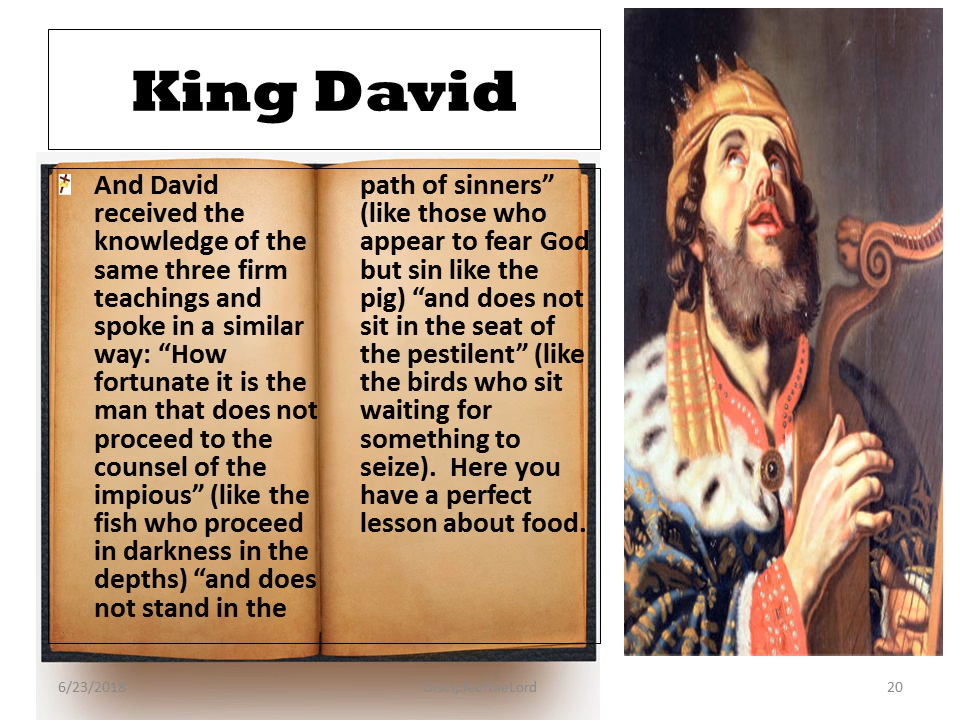 King David
And David
received the
knowledge of the
same three firm
teachings and
spoke in a similar
way: “How
fortunate it is the
man that does not
proceed to the
counsel of the
impious” (like the
fish who proceed
in darkness in the
depths) “and does
not stand in the
path of sinners”
(like those who
appear to fear God
but sin like the
pig) “and does not
sit in the seat of
the pestilent” (like
the birds who sit
waiting for
something to
seize).  Here you
have a perfect
lesson about food.
6/23/2018
20